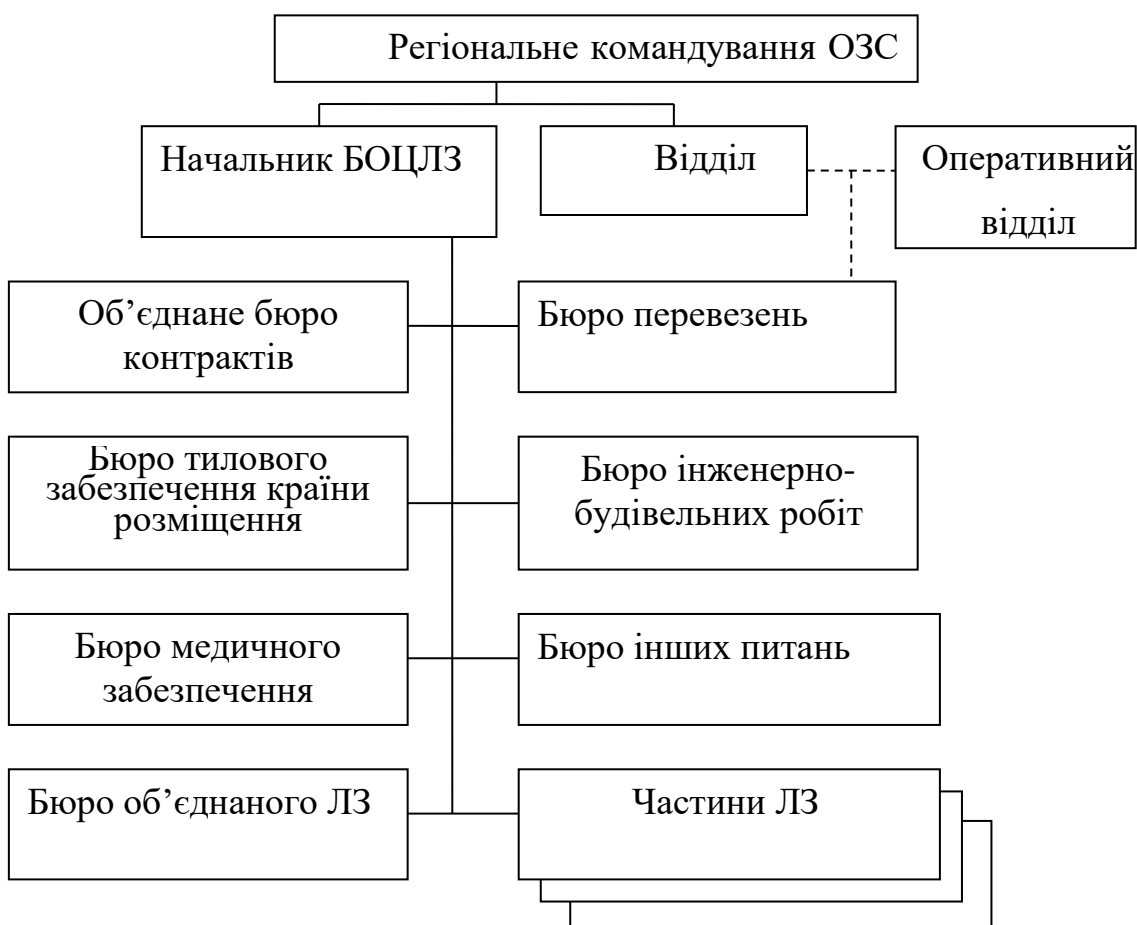 Регіональне командування ОЗС
Начальник БОЦЛЗ
Відділ
Оперативний
відділ
Об’єднане бюро
контрактів
Бюро перевезень
Бюро тилового
забезпечення країни
розміщення
Бюро інженерно-
будівельних робіт
Бюро медичного
забезпечення
Бюро інших питань
Бюро об’єднаного ЛЗ
Частини ЛЗ